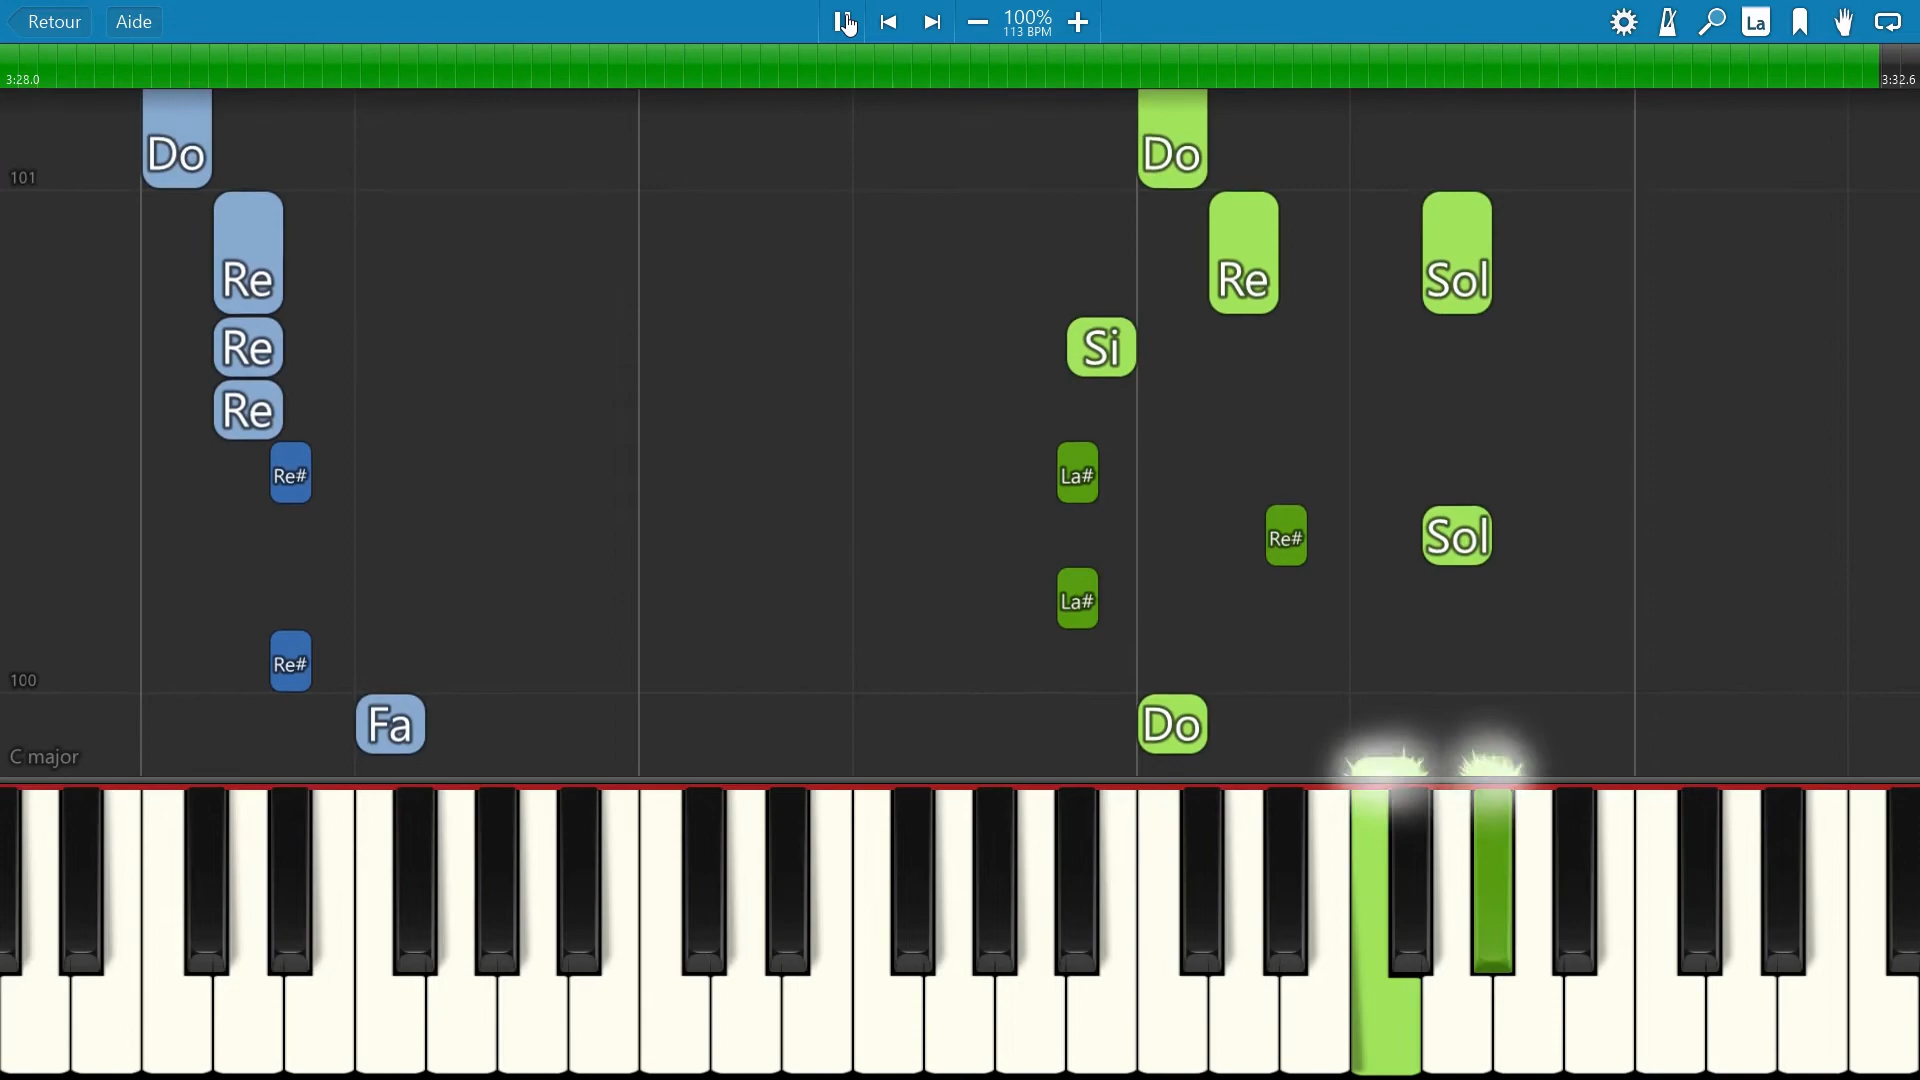 Retour
Aide
100%
113 BPM
La
3:28.0
3:32.6
Do
Do
101
Re
Re
Sol
Re
Si
Re
Re#
La#
Re#
Sol
La#
Re#
100
Fa
Do
C major